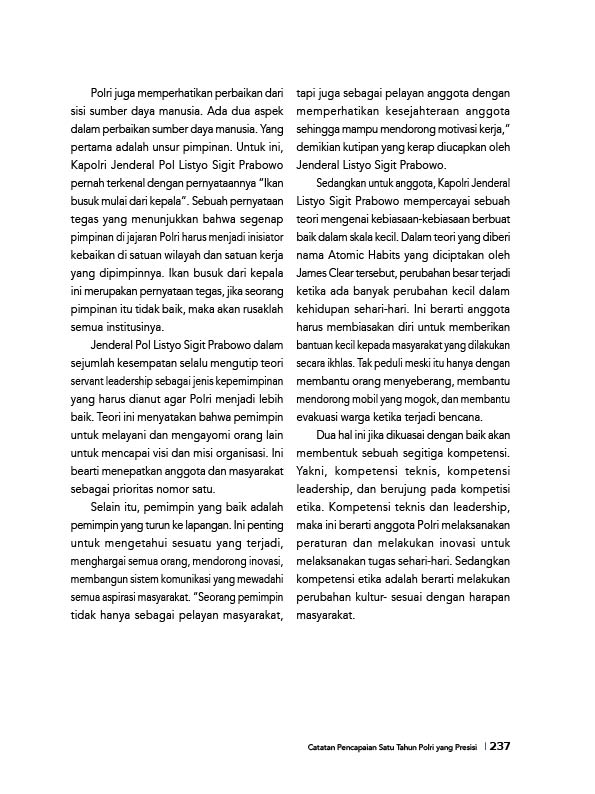 Polri juga memperhatikan perbaikan dari
sisi sumber daya manusia. Ada dua aspek
dalam perbaikan sumber daya manusia. Yang
pertama adalah unsur pimpinan. Untuk ini,
Kapolri Jenderal Pol Listyo Sigit Prabowo
pernah terkenal dengan pernyataannya “Ikan
busuk mulai dari kepala”. Sebuah pernyataan
tegas yang menunjukkan bahwa segenap
pimpinan di jajaran Polri harus menjadi inisiator
kebaikan di satuan wilayah dan satuan kerja
yang dipimpinnya. Ikan busuk dari kepala
ini merupakan pernyataan tegas, jika seorang
pimpinan itu tidak baik, maka akan rusaklah
semua institusinya.
Jenderal Pol Listyo Sigit Prabowo dalam
sejumlah kesempatan selalu mengutip teori
servant leadership sebagai jenis kepemimpinan
yang harus dianut agar Polri menjadi lebih
baik. Teori ini menyatakan bahwa pemimpin
untuk melayani dan mengayomi orang lain
untuk mencapai visi dan misi organisasi. Ini
bearti menepatkan anggota dan masyarakat
sebagai prioritas nomor satu.
Selain itu, pemimpin yang baik adalah
pemimpin yang turun ke lapangan. Ini penting
untuk mengetahui sesuatu yang terjadi,
menghargai semua orang, mendorong inovasi,
membangun sistem komunikasi yang mewadahi
semua aspirasi masyarakat. “Seorang pemimpin
tidak hanya sebagai pelayan masyarakat,
tapi juga sebagai pelayan anggota dengan
memperhatikan kesejahteraan anggota
sehingga mampu mendorong motivasi kerja,”
demikian kutipan yang kerap diucapkan oleh
Jenderal Listyo Sigit Prabowo.
Sedangkan untuk anggota, Kapolri Jenderal
Listyo Sigit Prabowo mempercayai sebuah
teori mengenai kebiasaan-kebiasaan berbuat
baik dalam skala kecil. Dalam teori yang diberi
nama Atomic Habits yang diciptakan oleh
James Clear tersebut, perubahan besar terjadi
ketika ada banyak perubahan kecil dalam
kehidupan sehari-hari. Ini berarti anggota
harus membiasakan diri untuk memberikan
bantuan kecil kepada masyarakat yang dilakukan
secara ikhlas. Tak peduli meski itu hanya dengan
membantu orang menyeberang, membantu
mendorong mobil yang mogok, dan membantu
evakuasi warga ketika terjadi bencana.
Dua hal ini jika dikuasai dengan baik akan
membentuk sebuah segitiga kompetensi.
Yakni, kompetensi teknis, kompetensi
leadership, dan berujung pada kompetisi
etika. Kompetensi teknis dan leadership,
maka ini berarti anggota Polri melaksanakan
peraturan dan melakukan inovasi untuk
melaksanakan tugas sehari-hari. Sedangkan
kompetensi etika adalah berarti melakukan
perubahan kultur- sesuai dengan harapan
masyarakat.
Catatan Pencapaian Satu Tahun Polri yang Presisi | 237